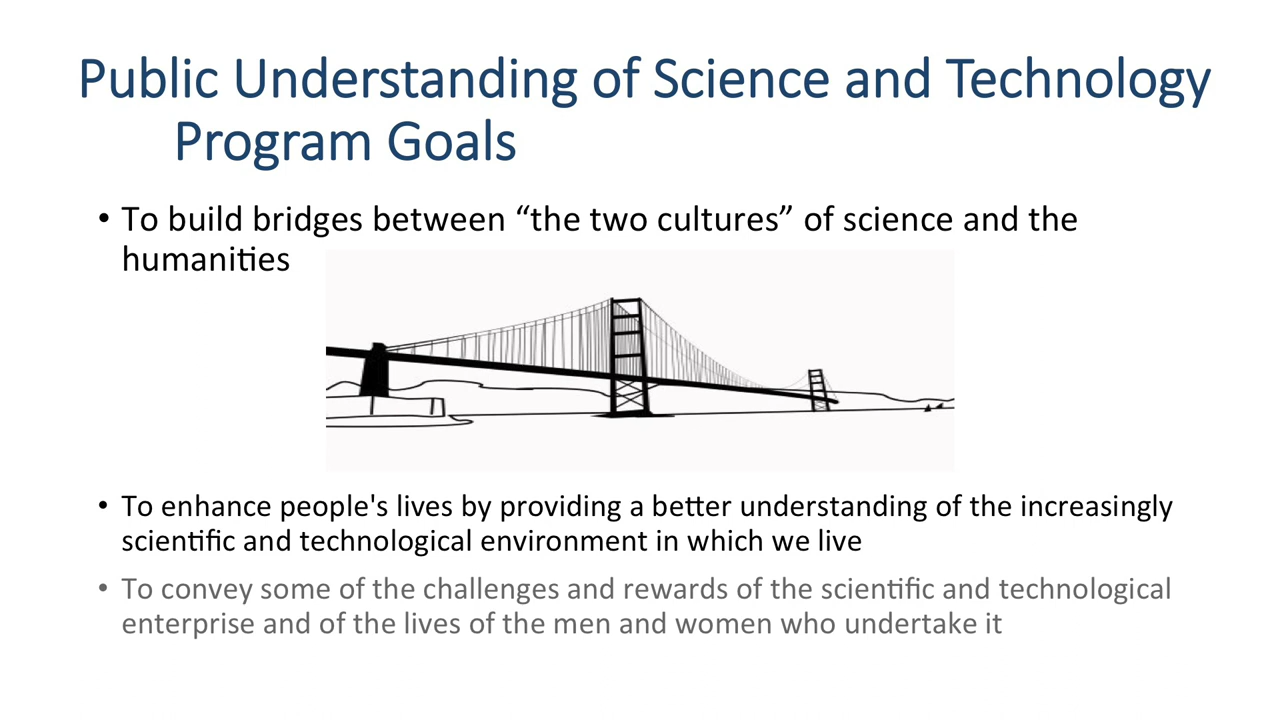 Public Understanding of Science and Technology
Program Goals
• To build bridges between “the two cultures” of science and the
humanities
• To enhance people's lives by providing a better understanding of the increasingly
scientific and technological environment in which we live
• To convey some of the challenges and rewards of the scientific and technological
enterprise and of the lives of the men and women who undertake it